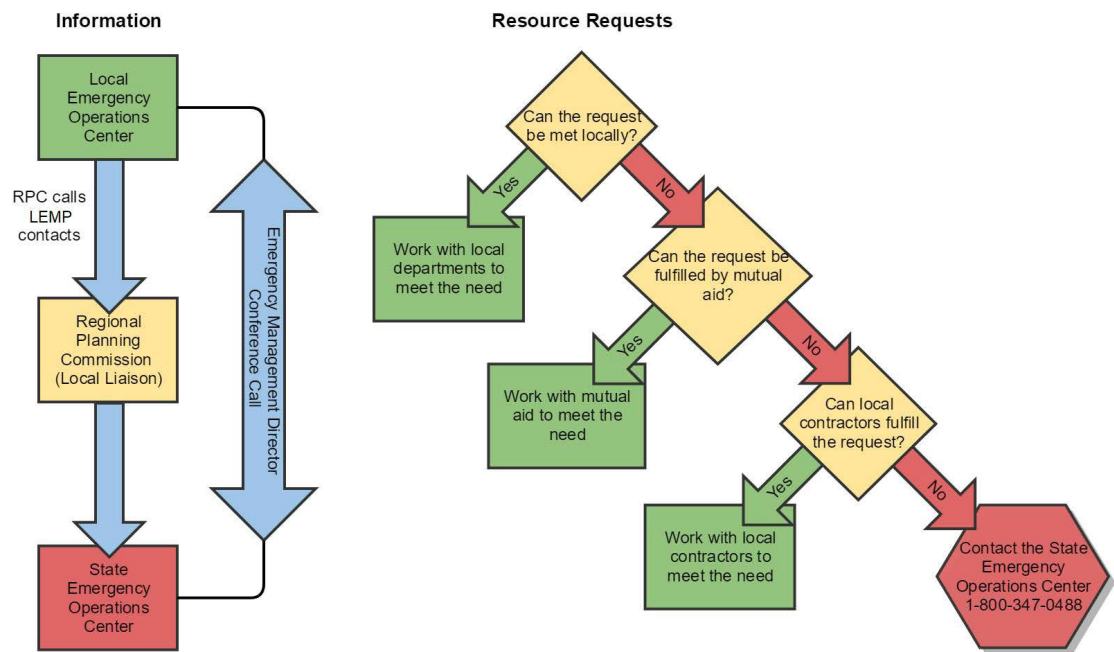 Information
Local
Emergency
Operations
Center
RPC calls
LEMP
contacts
Regional
Planning
Commission
(Local Liaison)
State
Emergency
Operations
Center
Emergency Management Director
Conference Call
Resource Requests
Can the request
be met locally?
Yes
No
Work with local
departments to
meet the need
Can the request be
fulfilled by mutual
aid?
Yes
No
Work with mutual
aid to meet the
need
Can local
contractors fulfill
the request?
Yes
No
Work with local
contractors to
meet the need
Contact the State
Emergency
Operations Center
1-800-347-0488